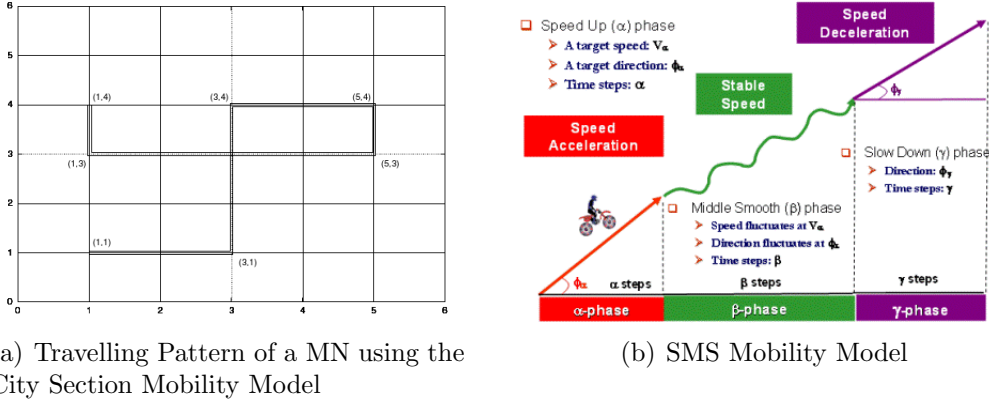 6
5
4
3
2
1
0
0
1
2
3
4
5
6
(1,4)
(3,4)
(5,4)
(1,3)
(5,3)
(1,1)
(3,1)
Speed Up (α) phase
A target speed: Vα
A target direction: ϕα
Time steps: α
Speed
Acceleration
Stable
Speed
Speed
Deceleration
ϕγ
Slow Down (γ) phase
Direction: ϕγ
Time steps: γ
Middle Smooth (β) phase
Speed fluctuates at Vα
Direction fluctuates at ϕα
Time steps: β
ϕα
α steps
β steps
γ steps
α-phase
β-phase
γ-phase
a) Travelling Pattern of a MN using the
City Section Mobility Model
(b) SMS Mobility Model